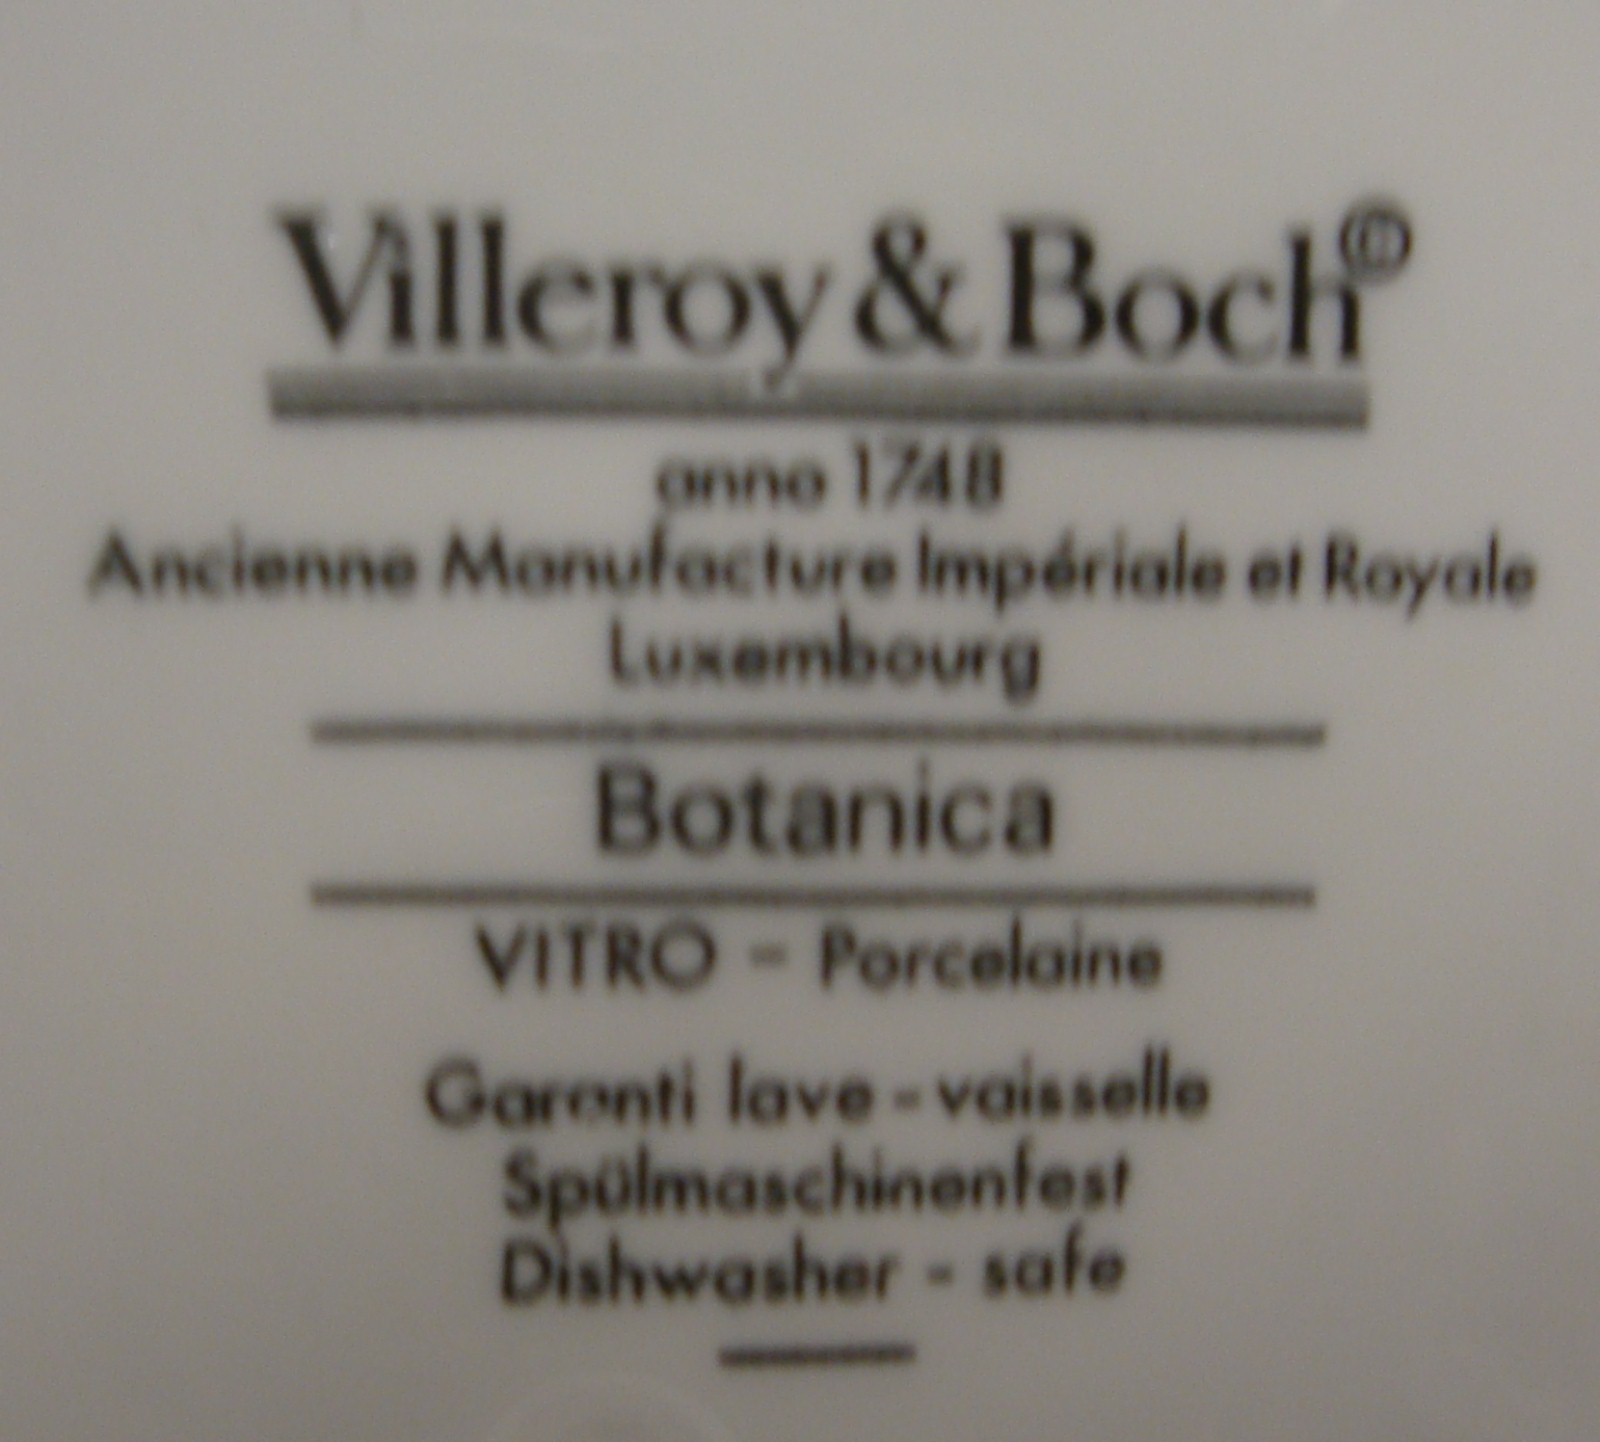 Villeroy & Boch©
anno 1748
Ancienne Manufacture Impériale et Royale
Luxembourg
Botanica
VITRO - Porcelaine
Garanti lave - vaisselle
Spülmaschinenfest
Dishwasher - safe